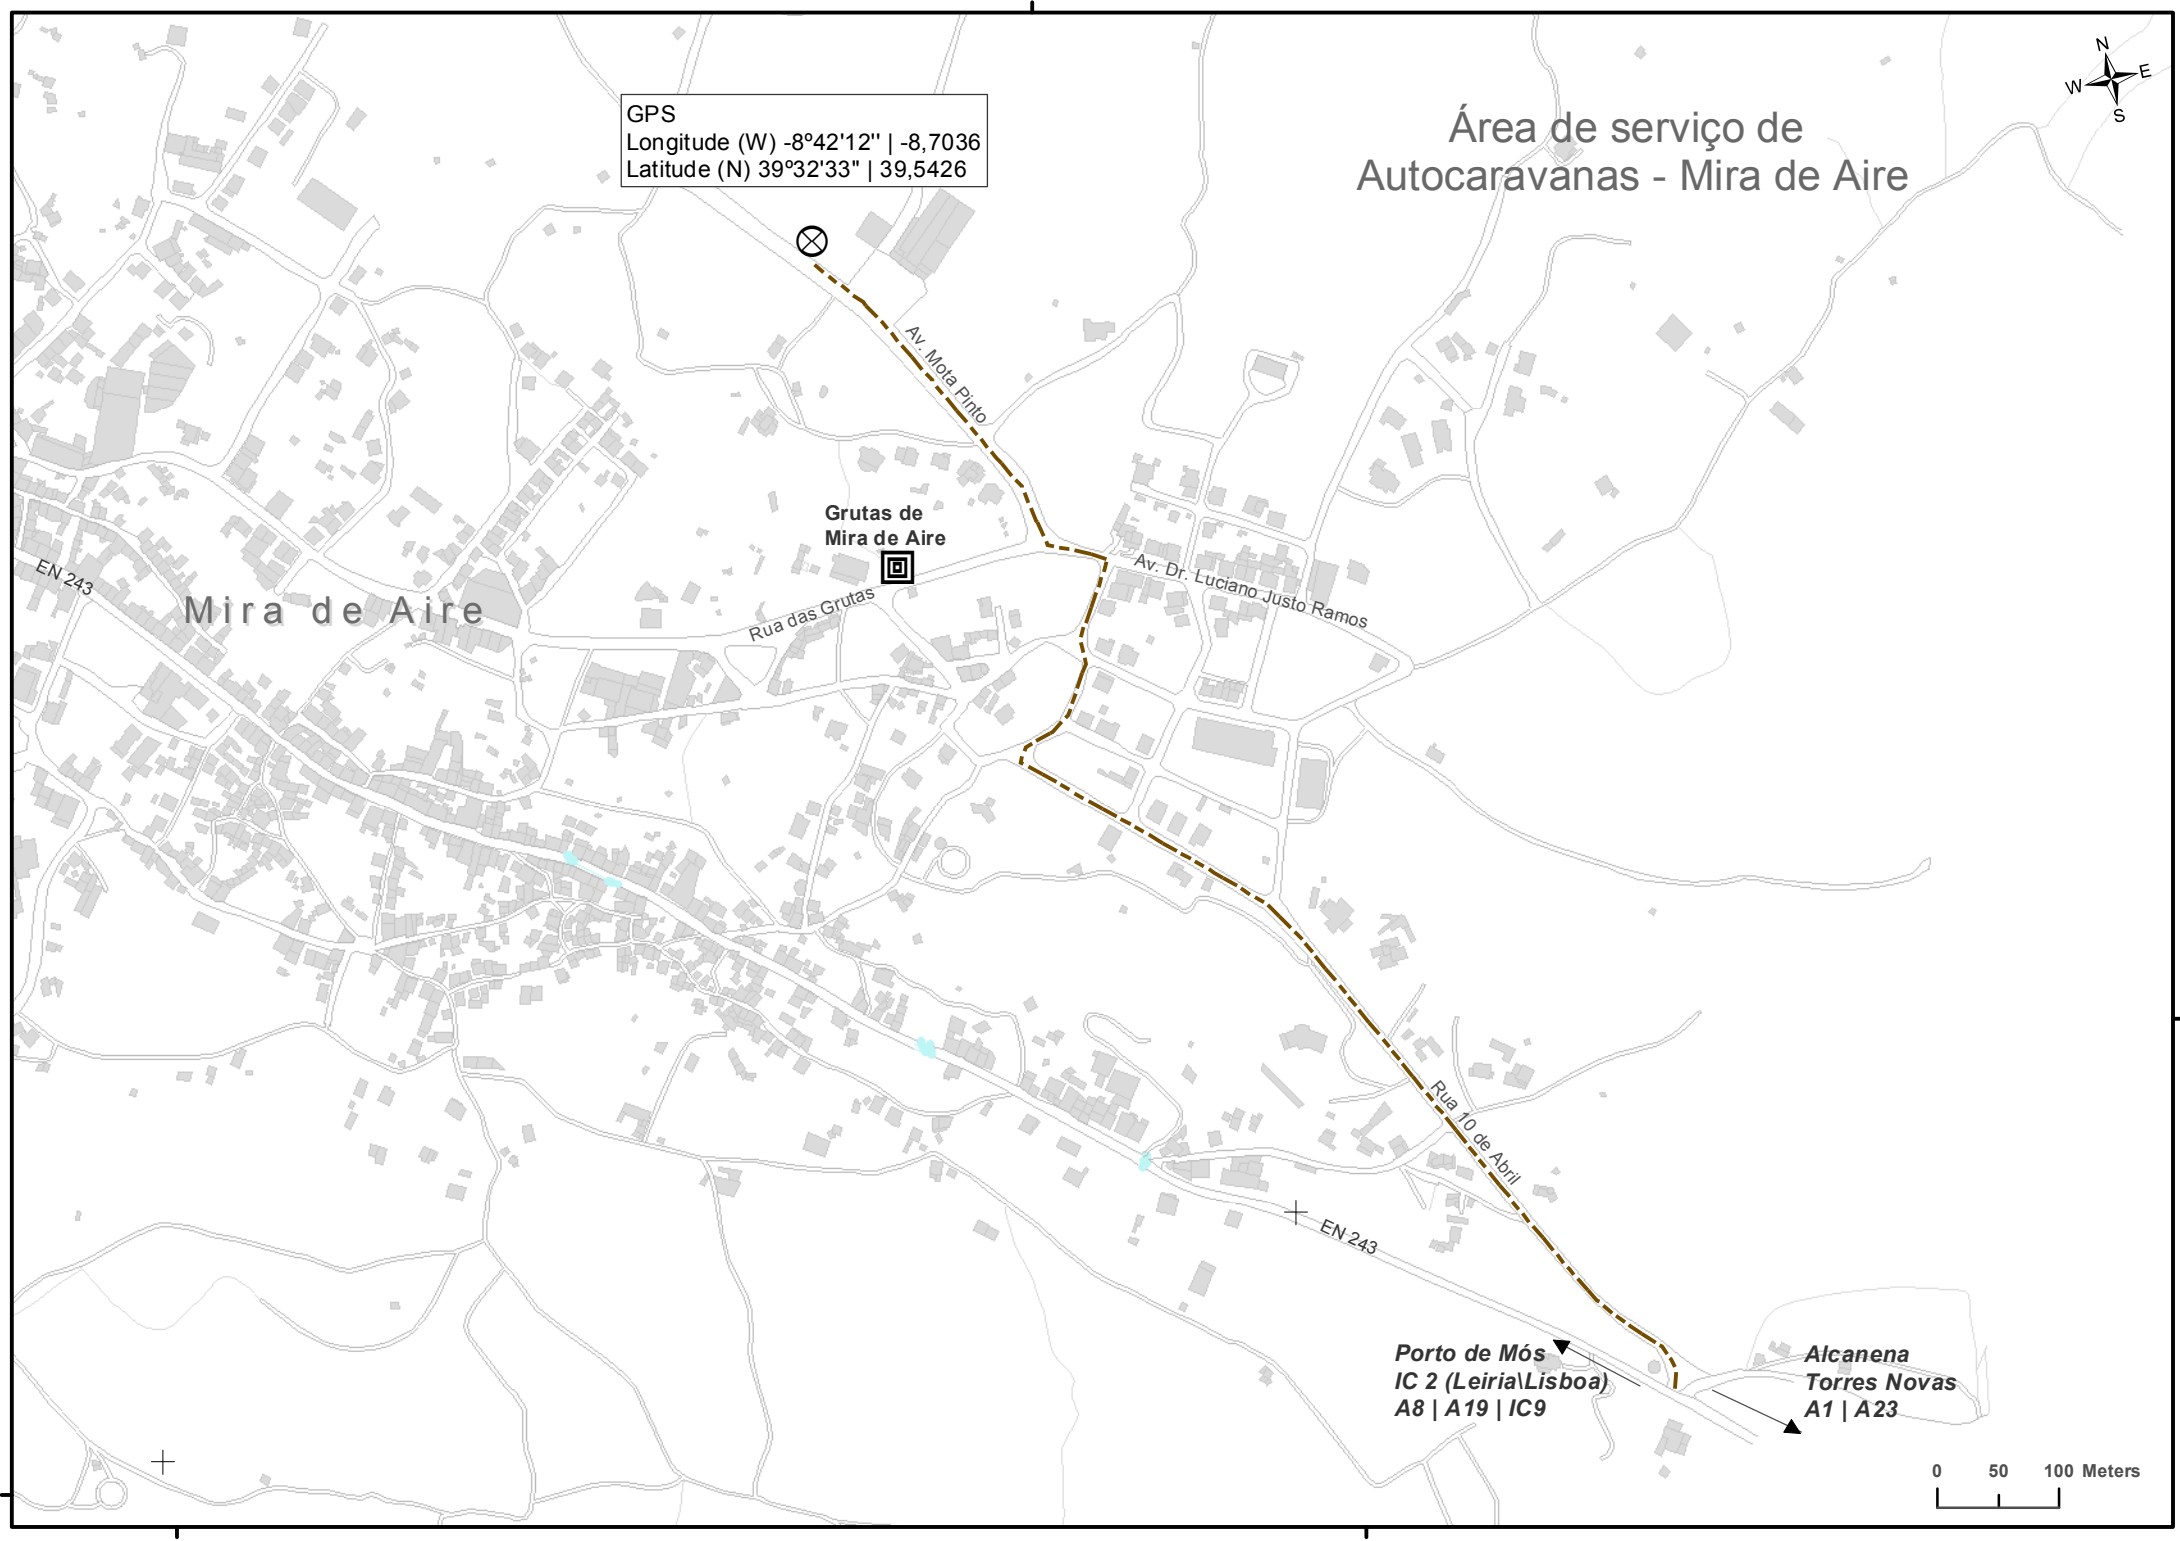 N
W E
S
GPS
Longitude (W) -8º42'12'' | -8,7036
Latitude (N) 39º32'33" | 39,5426
Área de serviço de
Autocaravanas - Mira de Aire
Av. Mota Pinto
Grutas de
Mira de Aire
Av. Dr. Luciano Justo Ramos
EN 243
Mira de Aire
Rua das Grutas
Rua 10 de Abril
EN 243
Porto de Mós
IC 2 (Leiria\Lisboa)
A8 | A19 | IC9
Alcanena
Torres Novas
A1 | A23
0 50 100 Meters